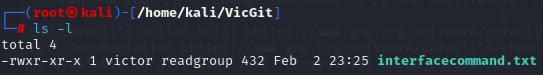 (root㉿kali)-[/home/kali/VicGit]
# ls -l
total 4
-rwxr-xr-x 1 victor readgroup 432 Feb  2 23:25 interfacecommand.txt